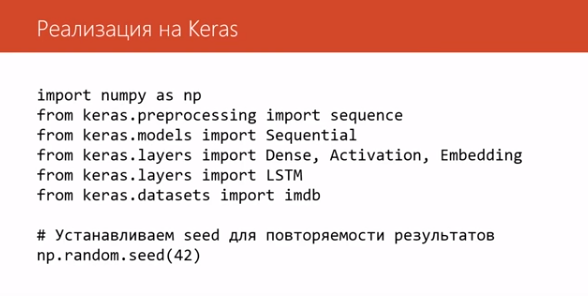 Реализация на Keras
import numpy as np
from keras.preprocessing import sequence
from keras.models import Sequential
from keras.layers import Dense, Activation, Embedding
from keras.layers import LSTM
from keras.datasets import imdb
# Устанавливаем seed для повторяемости результатов
np.random.seed(42)